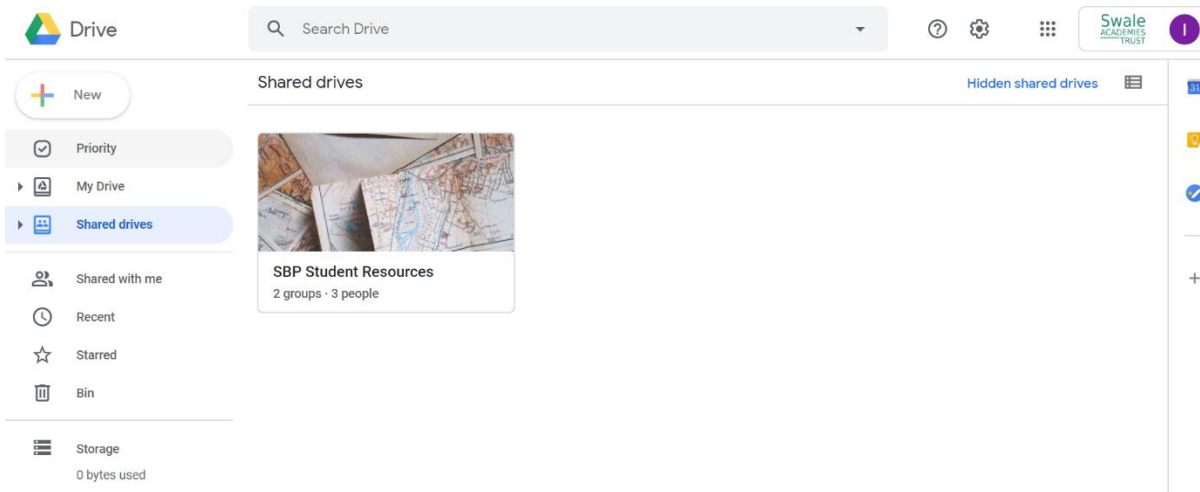 Drive
Search Drive
Swale
ACADEMIES
TRUST
I
New
Shared drives
Hidden shared drives
31
Priority
My Drive
Shared drives
SBP Student Resources
2 groups · 3 people
Shared with me
Recent
Starred
Bin
Storage
0 bytes used